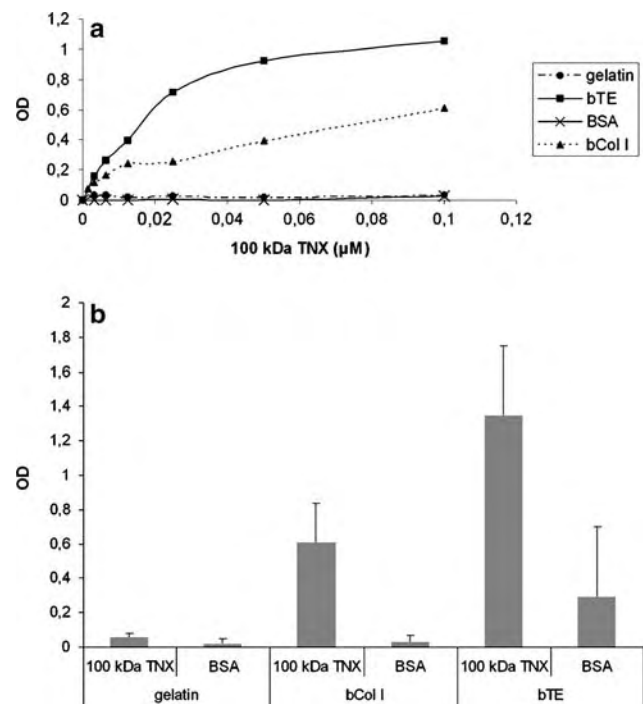 a
1,2
1
0,8
0,6
0,4
0,2
0
OD
0 0,02 0,04 0,06 0,08 0,1 0,12
100 kDa TNX (µM)
gelatin
bTE
BSA
bCol I
b
2
1,8
1,6
1,4
1,2
1
0,8
0,6
0,4
0,2
0
OD
100 kDa TNX BSA 100 kDa TNX BSA 100 kDa TNX BSA
gelatin bCol I bTE